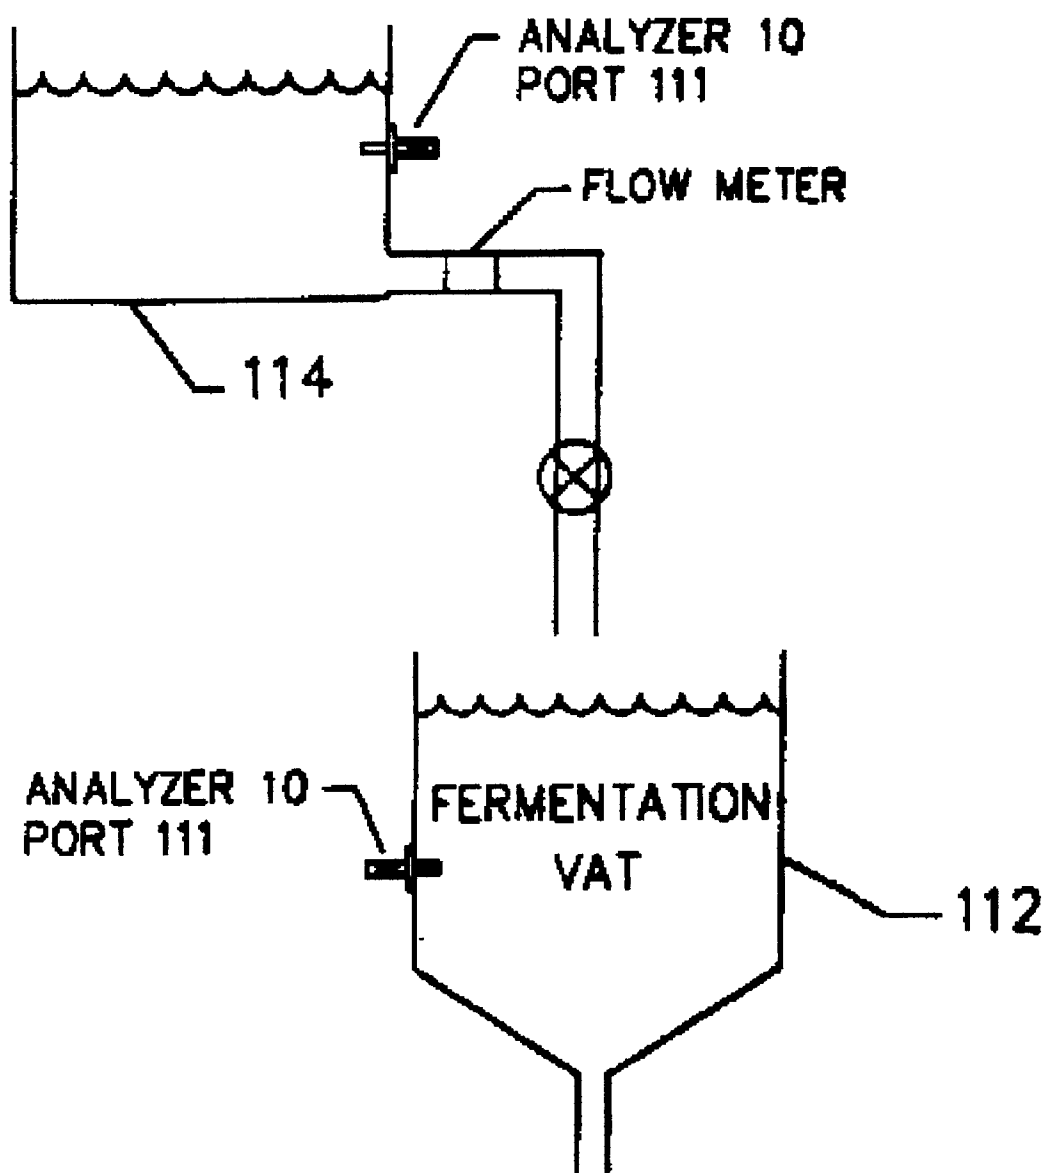 ANALYZER 10
PORT 111
FLOW METER
114
ANALYZER 10
PORT 111
FERMENTATION
VAT
112